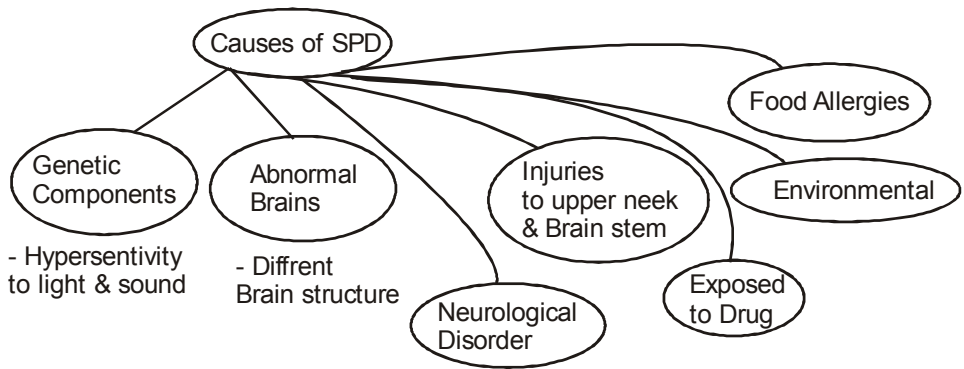 Causes of SPD
Food Allergies
Genetic
Components
Abnormal
Brains
Injuries
to upper neek
& Brain stem
Environmental
- Hypersentivity
to light & sound
- Diffrent
Brain structure
Neurological
Disorder
Exposed
to Drug